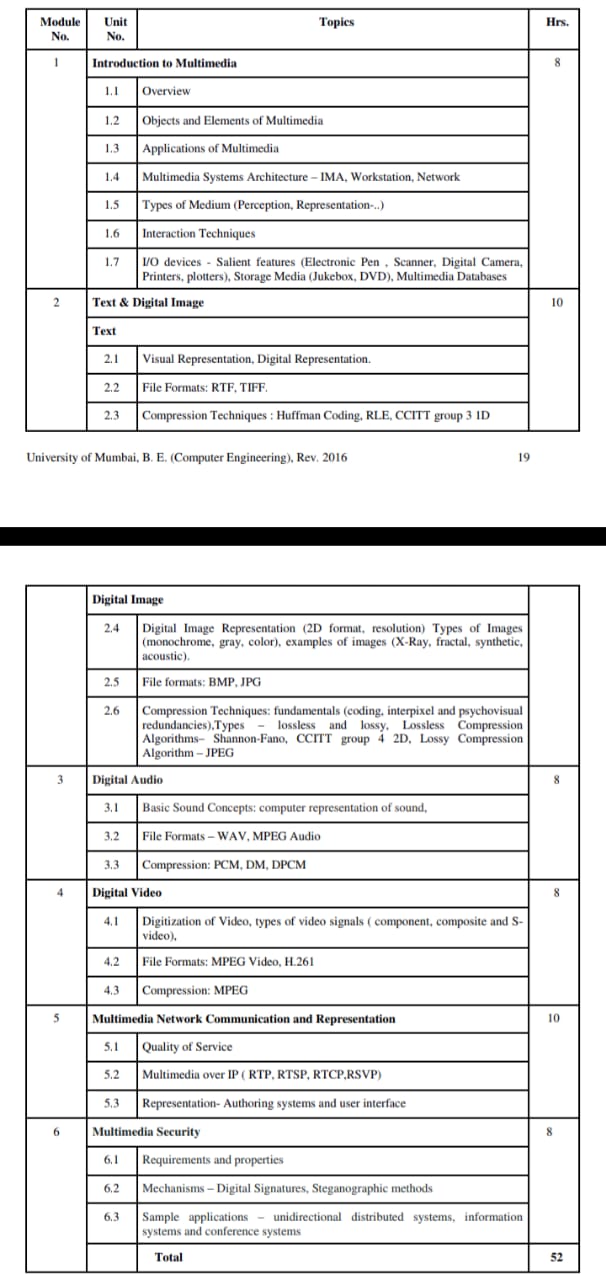 Module Unit Topics Hrs.
No. No.
1 Introduction to Multimedia 8
1.1 Overview
1.2 Objects and Elements of Multimedia
1.3 Applications of Multimedia
1.4 Multimedia Systems Architecture – IMA, Workstation, Network
1.5 Types of Medium (Perception, Representation-..)
1.6 Interaction Techniques
1.7 I/O devices - Salient features (Electronic Pen , Scanner, Digital Camera,
Printers, plotters), Storage Media (Jukebox, DVD), Multimedia Databases
2 Text & Digital Image 10
Text
2.1 Visual Representation, Digital Representation.
2.2 File Formats: RTF, TIFF.
2.3 Compression Techniques : Huffman Coding, RLE, CCITT group 3 1D
University of Mumbai, B. E. (Computer Engineering), Rev. 2016 19
Digital Image
2.4 Digital Image Representation (2D format, resolution) Types of Images
(monochrome, gray, color), examples of images (X-Ray, fractal, synthetic,
acoustic).
2.5 File formats: BMP, JPG
2.6 Compression Techniques: fundamentals (coding, interpixel and psychovisual
redundancies),Types – lossless and lossy, Lossless Compression
Algorithms– Shannon-Fano, CCITT group 4 2D, Lossy Compression
Algorithm – JPEG
3 Digital Audio 8
3.1 Basic Sound Concepts: computer representation of sound,
3.2 File Formats – WAV, MPEG Audio
3.3 Compression: PCM, DM, DPCM
4 Digital Video 8
4.1 Digitization of Video, types of video signals ( component, composite and S-
video),
4.2 File Formats: MPEG Video, H.261
4.3 Compression: MPEG
5 Multimedia Network Communication and Representation 10
5.1 Quality of Service
5.2 Multimedia over IP ( RTP, RTSP, RTCP,RSVP)
5.3 Representation- Authoring systems and user interface
6 Multimedia Security 8
6.1 Requirements and properties
6.2 Mechanisms – Digital Signatures, Steganographic methods
6.3 Sample applications – unidirectional distributed systems, information
systems and conference systems
Total 52